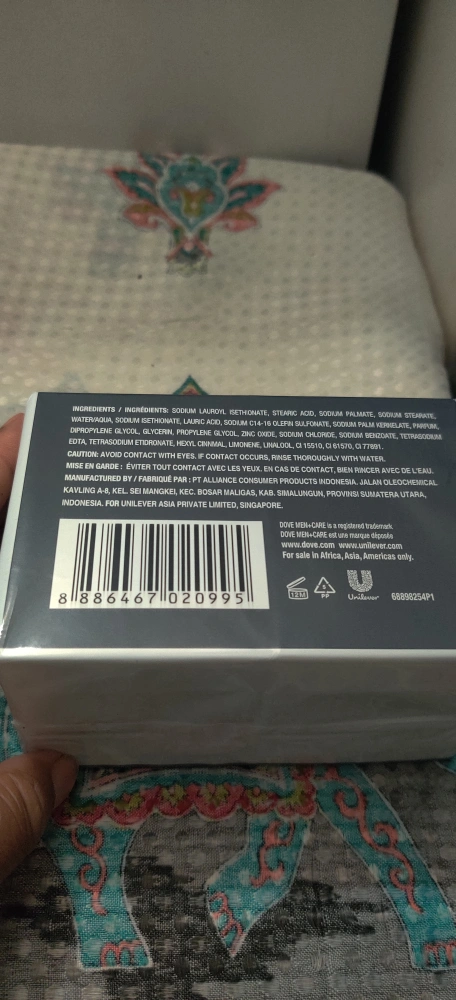 INGREDIENTS / INGRÉDIENTS: SODIUM LAUROYL ISETHIONATE, STEARIC ACID, SODIUM PALMATE, SODIUM STEARATE,
WATER/AQUA, SODIUM ISETHIONATE, LAURIC ACID, SODIUM C14-16 OLEFIN SULFONATE, SODIUM PALM KERNELATE, PARFUM,
DIPROPYLENE GLYCOL, GLYCERIN, PROPYLENE GLYCOL, ZINC OXIDE, SODIUM CHLORIDE, SODIUM BENZOATE, TETRASODIUM
EDTA, TETRASODIUM ETIDRONATE, HEXYL CINNMAL, LIMONENE, LINALOOL, CI 15510, CI 61570, CI 77891.
CAUTION: AVOID CONTACT WITH EYES. IF CONTACT OCCURS, RINSE THOROUGHLY WITH WATER.
MISE EN GARDE : ÉVITER TOUT CONTACT AVEC LES YEUX. EN CAS DE CONTACT, BIEN RINCER AVEC DE L'EAU.
MANUFACTURED BY / FABRIQUÉ PAR : PT ALLIANCE CONSUMER PRODUCTS INDONESIA, JALAN OLEOCHEMICAL
KAVLING A-8, KEL. SEI MANGKEI, KEC. BOSAR MALIGAS, KAB. SIMALUNGUN, PROVINSI SUMATERA UTARA,
INDONESIA. FOR UNILEVER ASIA PRIVATE LIMITED, SINGAPORE.
DOVE MEN+CARE is a registered trademark
DOVE MEN+CARE est une marque déposée
www.dove.com www.unilever.com
For sale in Africa, Asia, Americas only.
8 886467 020995
12M
5
PP
Unilever
68898254P1